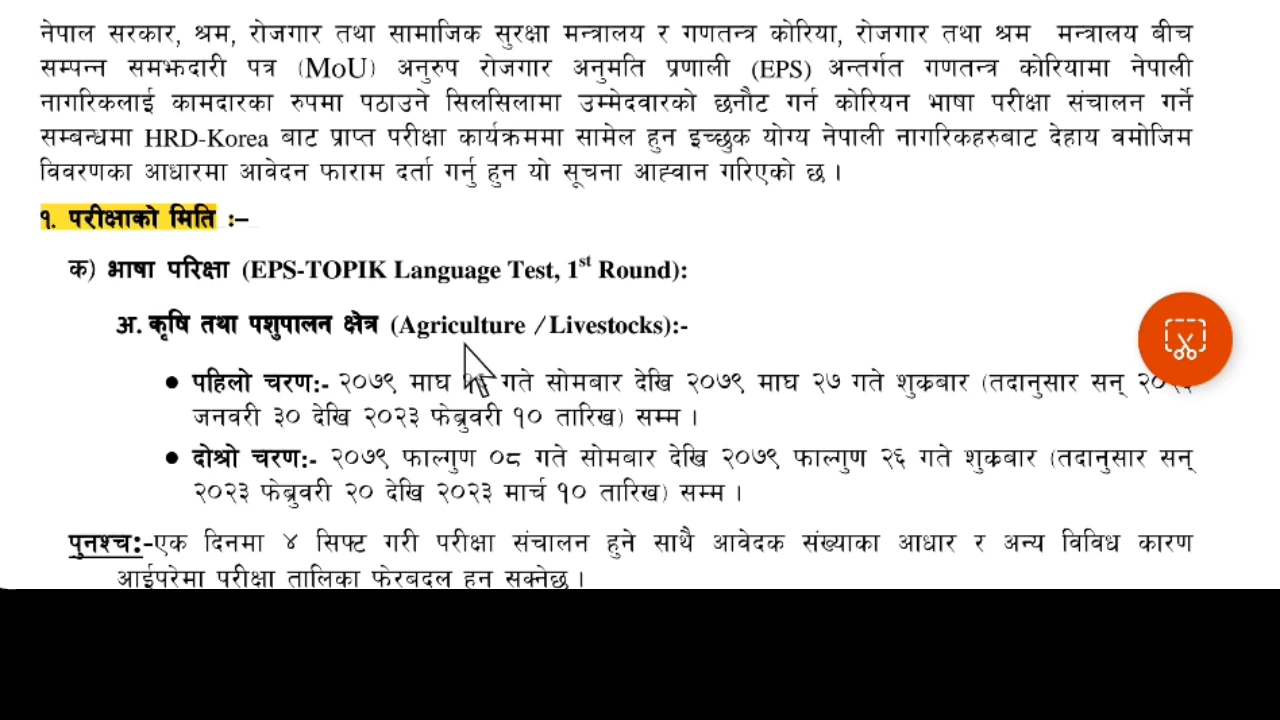 नेपाल सरकार, श्रम, रोजगार तथा सामाजिक सुरक्षा मन्त्रालय र गणतन्त्र कोरिया, रोजगार तथा श्रम मन्त्रालय बीच
सम्पन्न समझदारी पत्र (MoU) अनुरुप रोजगार अनुमति प्रणाली (EPS) अन्तर्गत गणतन्त्र कोरियामा नेपाली
नागरिकलाई कामदारका रुपमा पठाउने सिलसिलामा उम्मेदवारको छनौट गर्न कोरियन भाषा परीक्षा संचालन गर्ने
सम्बन्धमा HRD-Korea बाट प्राप्त परीक्षा कार्यक्रममा सामेल हुन इच्छुक योग्य नेपाली नागरिकहरुबाट देहाय वमोजिम
विवरणका आधारमा आवेदन फाराम दर्ता गर्नु हुन यो सूचना आह्वान गरिएको छ ।
१. परीक्षाको मिति :–
क) भाषा परिक्षा (EPS-TOPIK Language Test, 1st Round):
अ. कृषि तथा पशुपालन क्षेत्र (Agriculture /Livestocks):-
● पहिलो चरण:- २०७९ माघ गते सोमबार देखि २०७९ माघ २७ गते शुक्रबार (तदानुसार सन्
जनवरी ३० देखि २०२३ फेब्रुवरी १० तारिख) सम्म ।
● दोश्रो चरण:- २०७९ फाल्गुण ०८ गते सोमबार देखि २०७९ फाल्गुण २६ गते शुक्रबार (तदानुसार सन्
२०२३ फेब्रुवरी २० देखि २०२३ मार्च १० तारिख) सम्म ।
पुनश्च:-एक दिनमा ४ सिफ्ट गरी परीक्षा संचालन हुने साथै आवेदक संख्याका आधार र अन्य विविध कारण
आईपरेमा परीक्षा तालिका फेरबदल हुन सक्नेछ ।